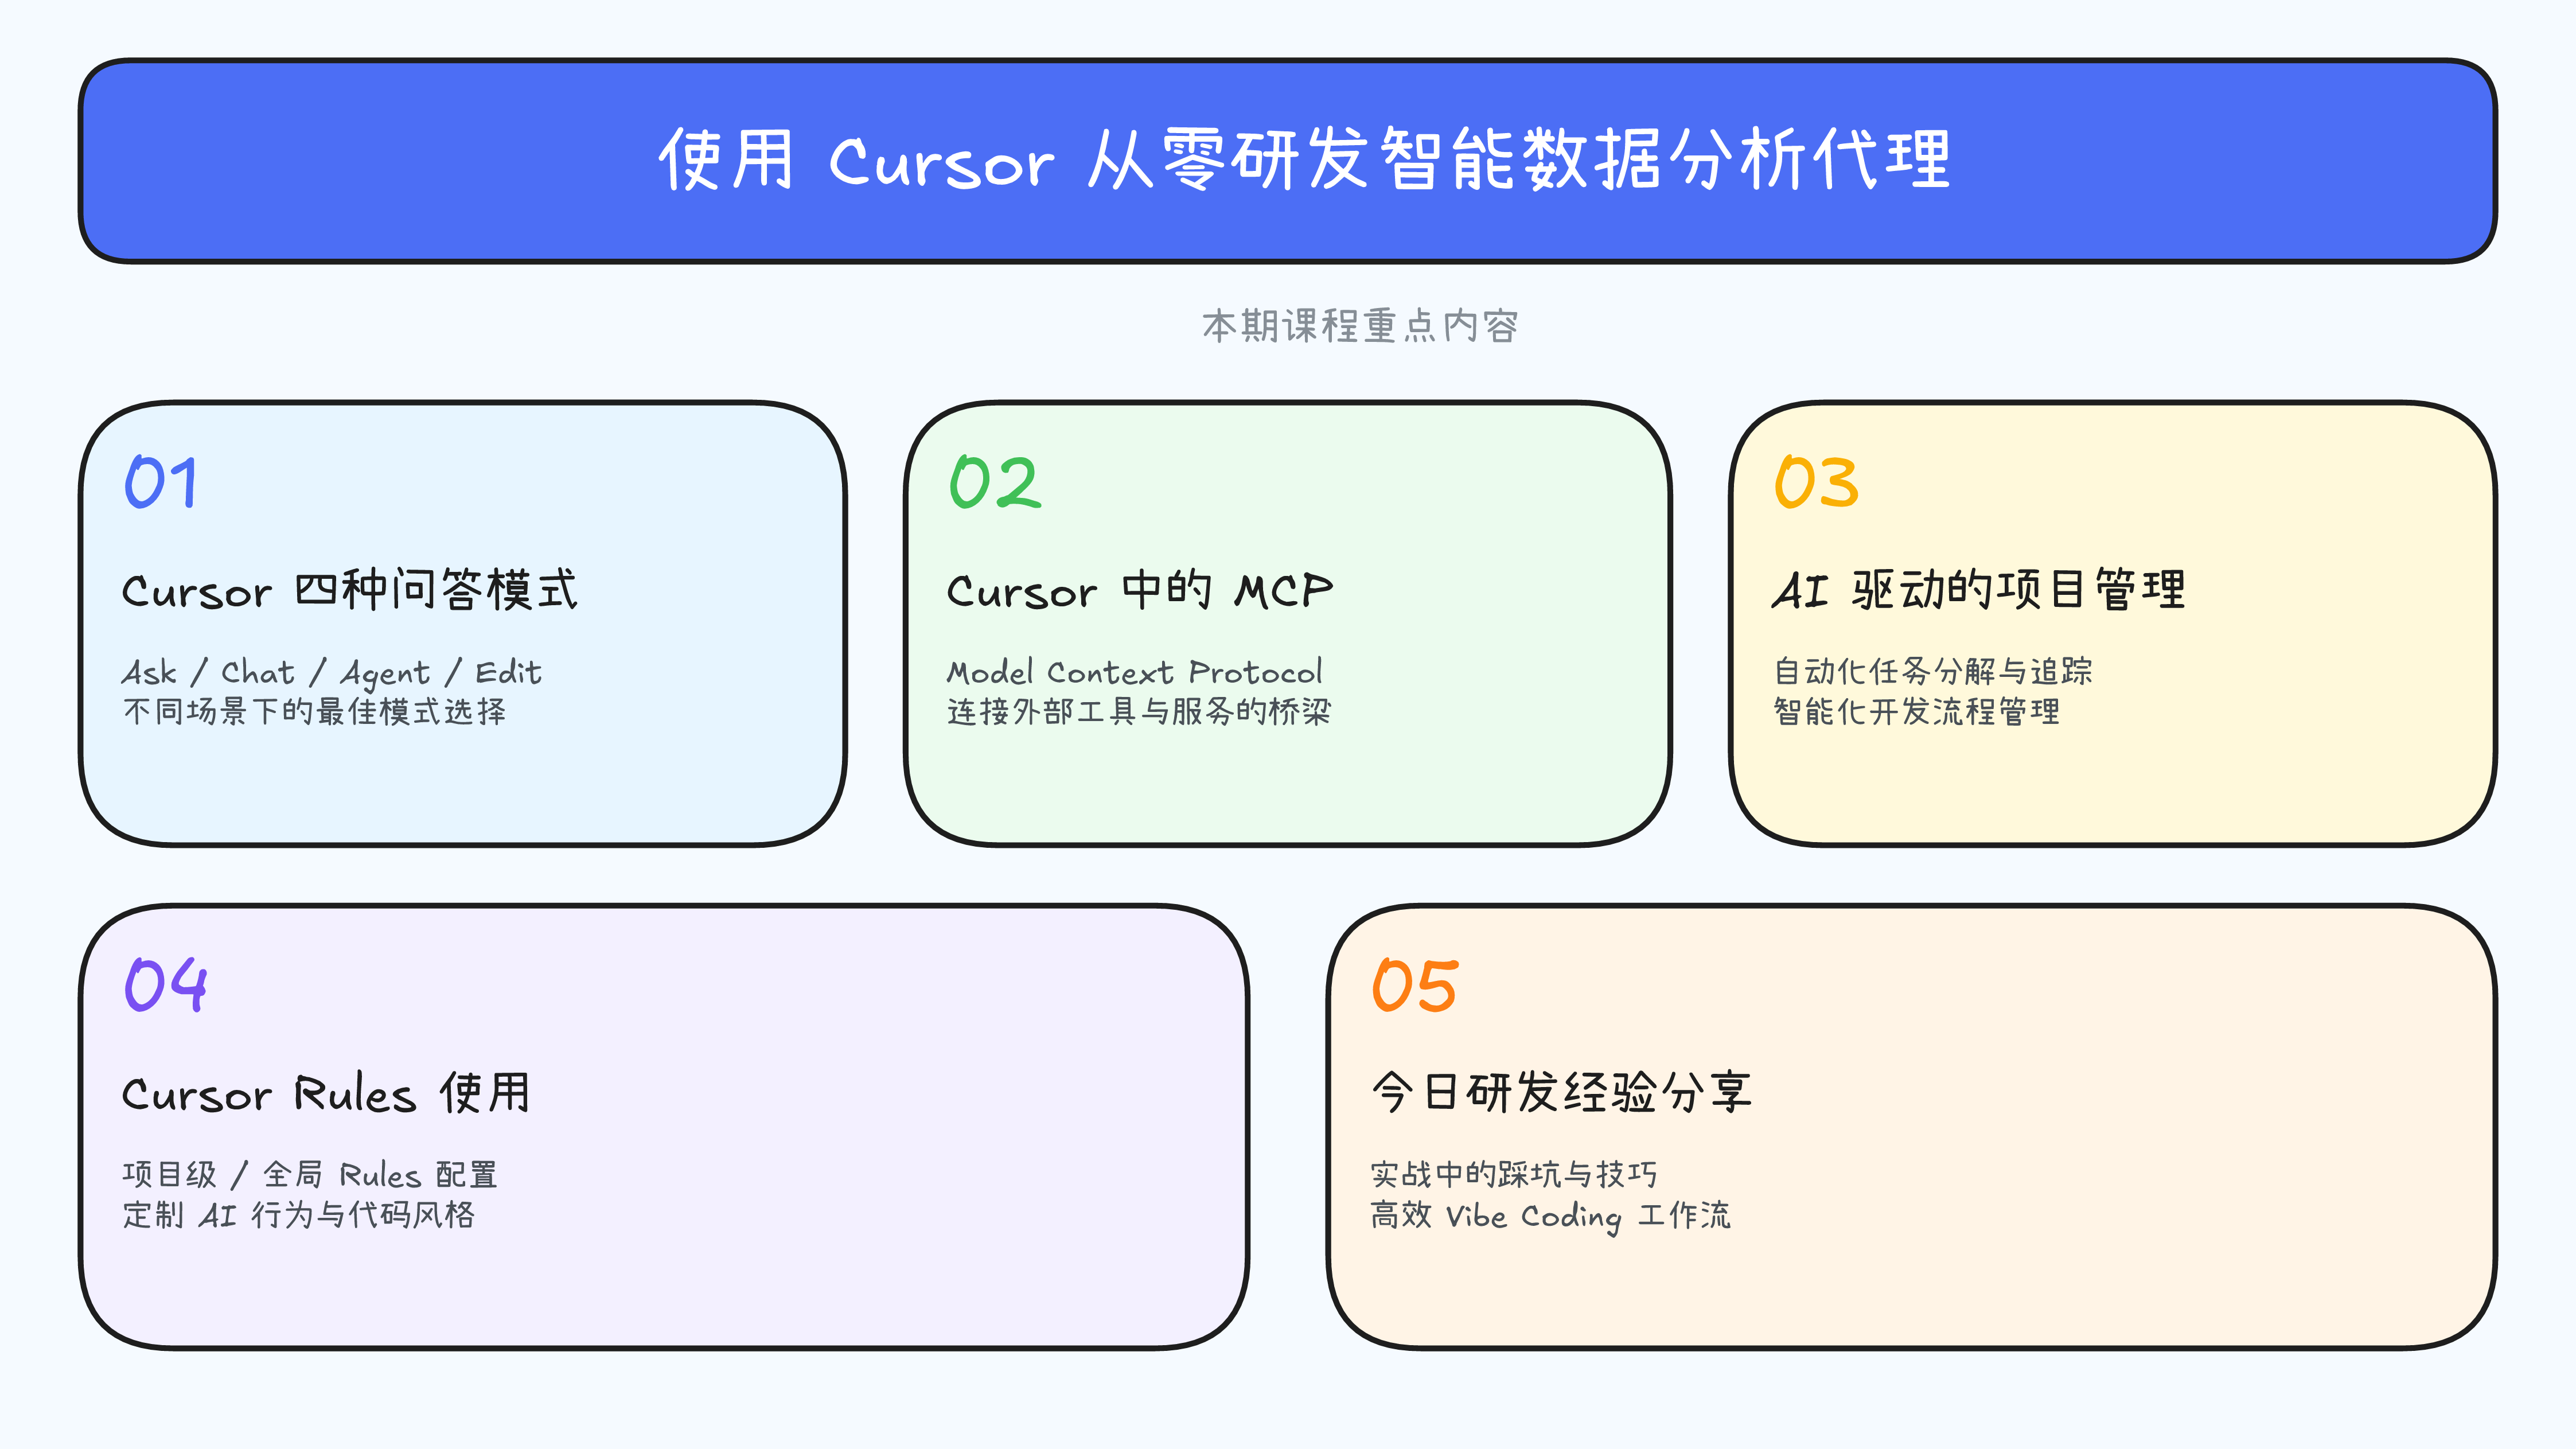 使用 Cursor 从零研发智能数据分析代理
本期课程重点内容
01
Cursor 四种问答模式
Ask / Chat / Agent / Edit
不同场景下的最佳模式选择
02
Cursor 中的 MCP
Model Context Protocol
连接外部工具与服务的桥梁
03
AI 驱动的项目管理
自动化任务分解与追踪
智能化开发流程管理
04
Cursor Rules 使用
项目级 / 全局 Rules 配置
定制 AI 行为与代码风格
05
今日研发经验分享
实战中的踩坑与技巧
高效 Vibe Coding 工作流